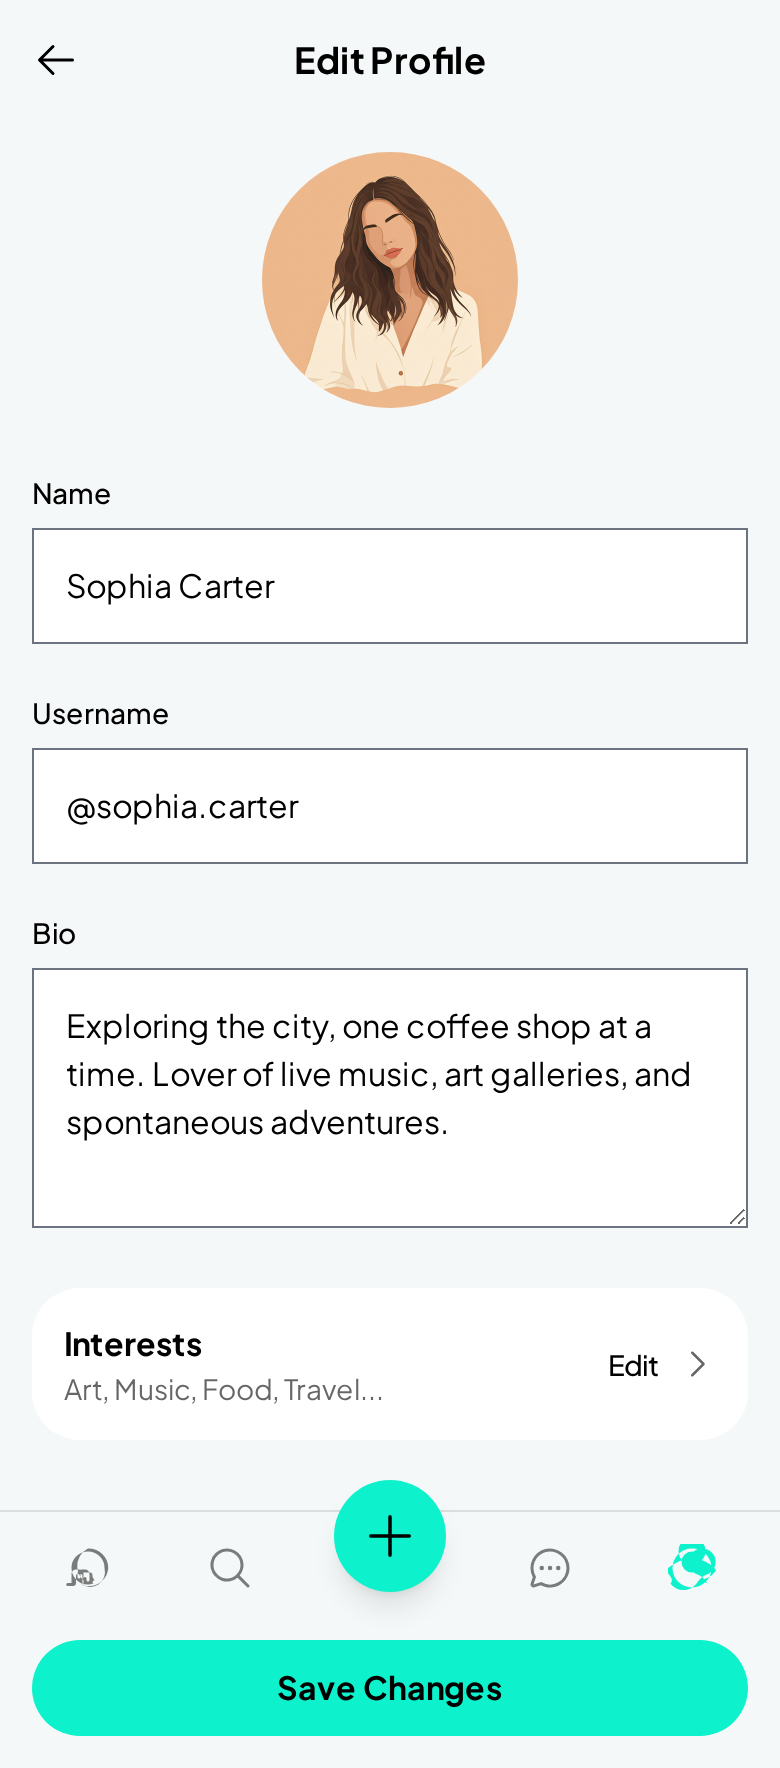 Edit Profile
Name
Sophia Carter
Username
@sophia.carter
Bio
Exploring the city, one coffee shop at a
time. Lover of live music, art galleries, and
spontaneous adventures.
Interests
Art, Music, Food, Travel...
Edit
Save Changes